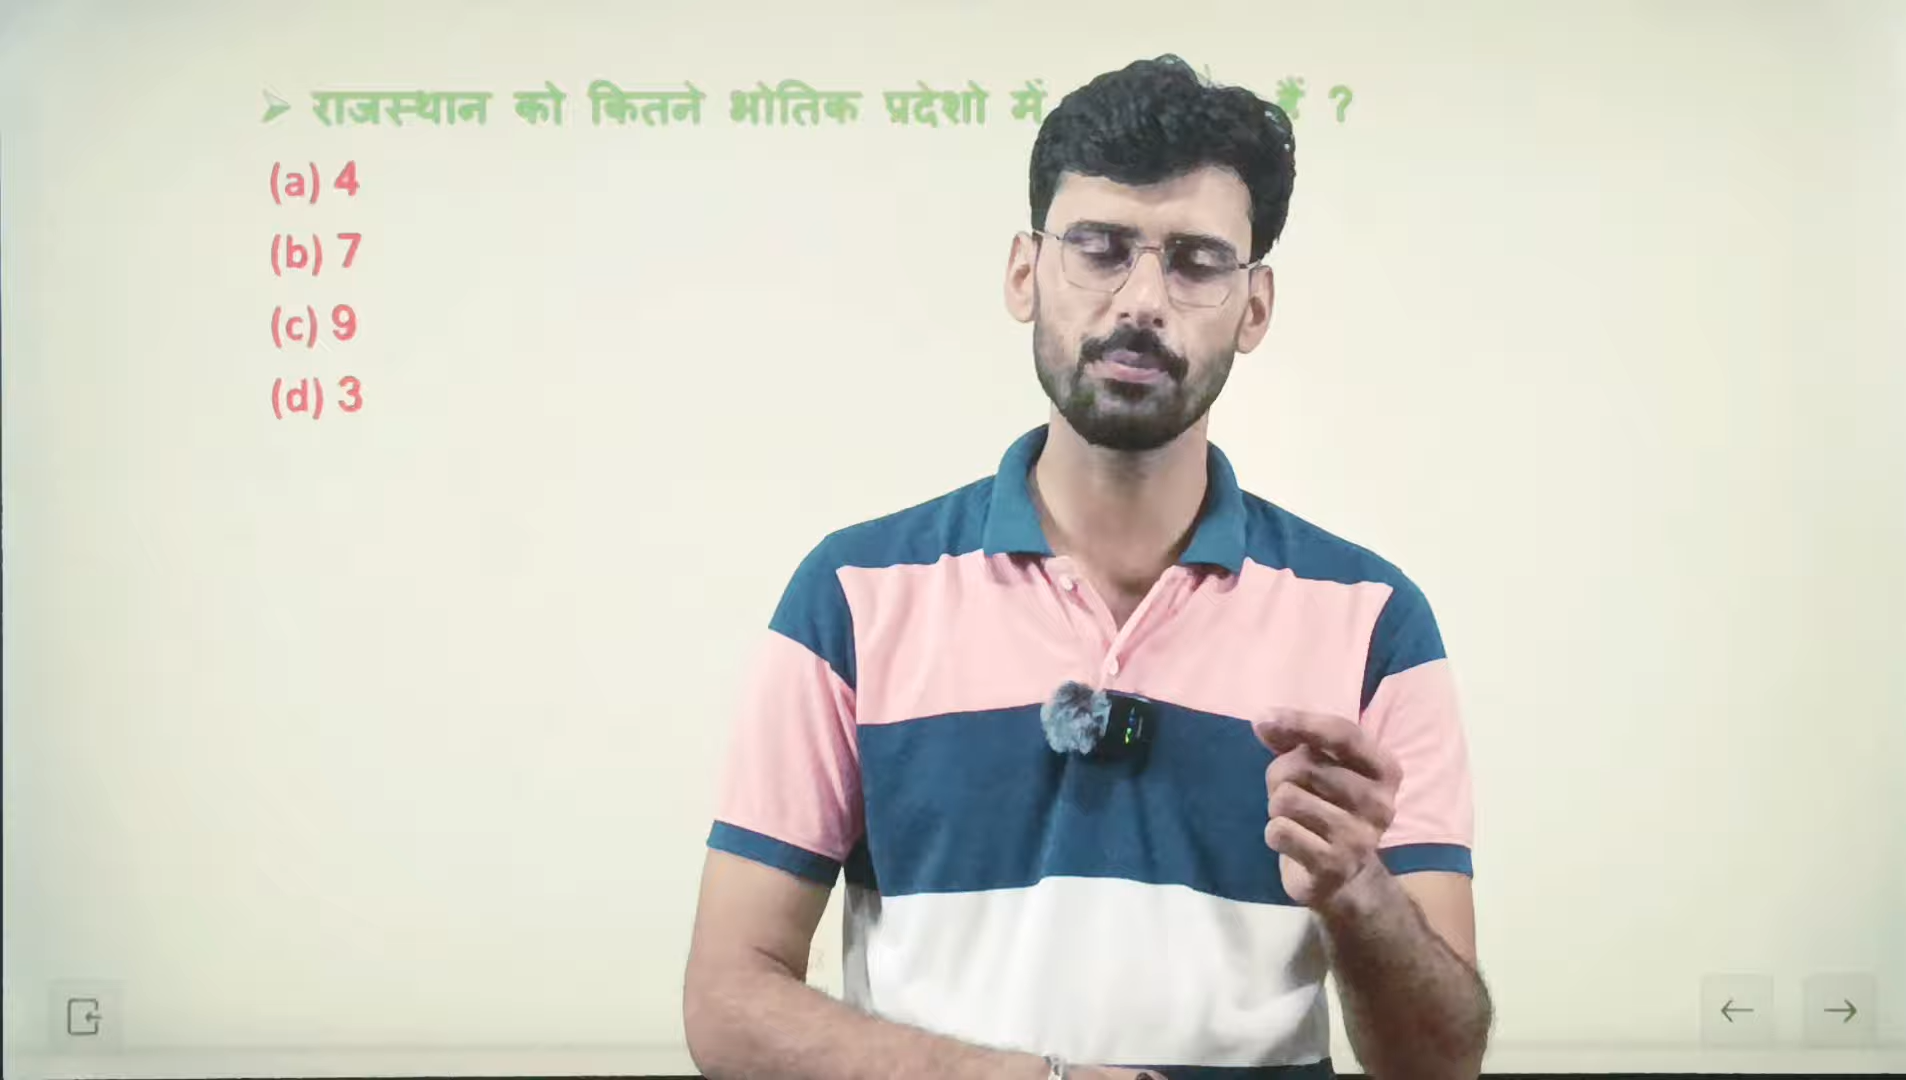 ➢ राजस्थान को कितने भोतिक प्रदेशो में हैं ?
(a) 4
(b) 7
(c) 9
(d) 3